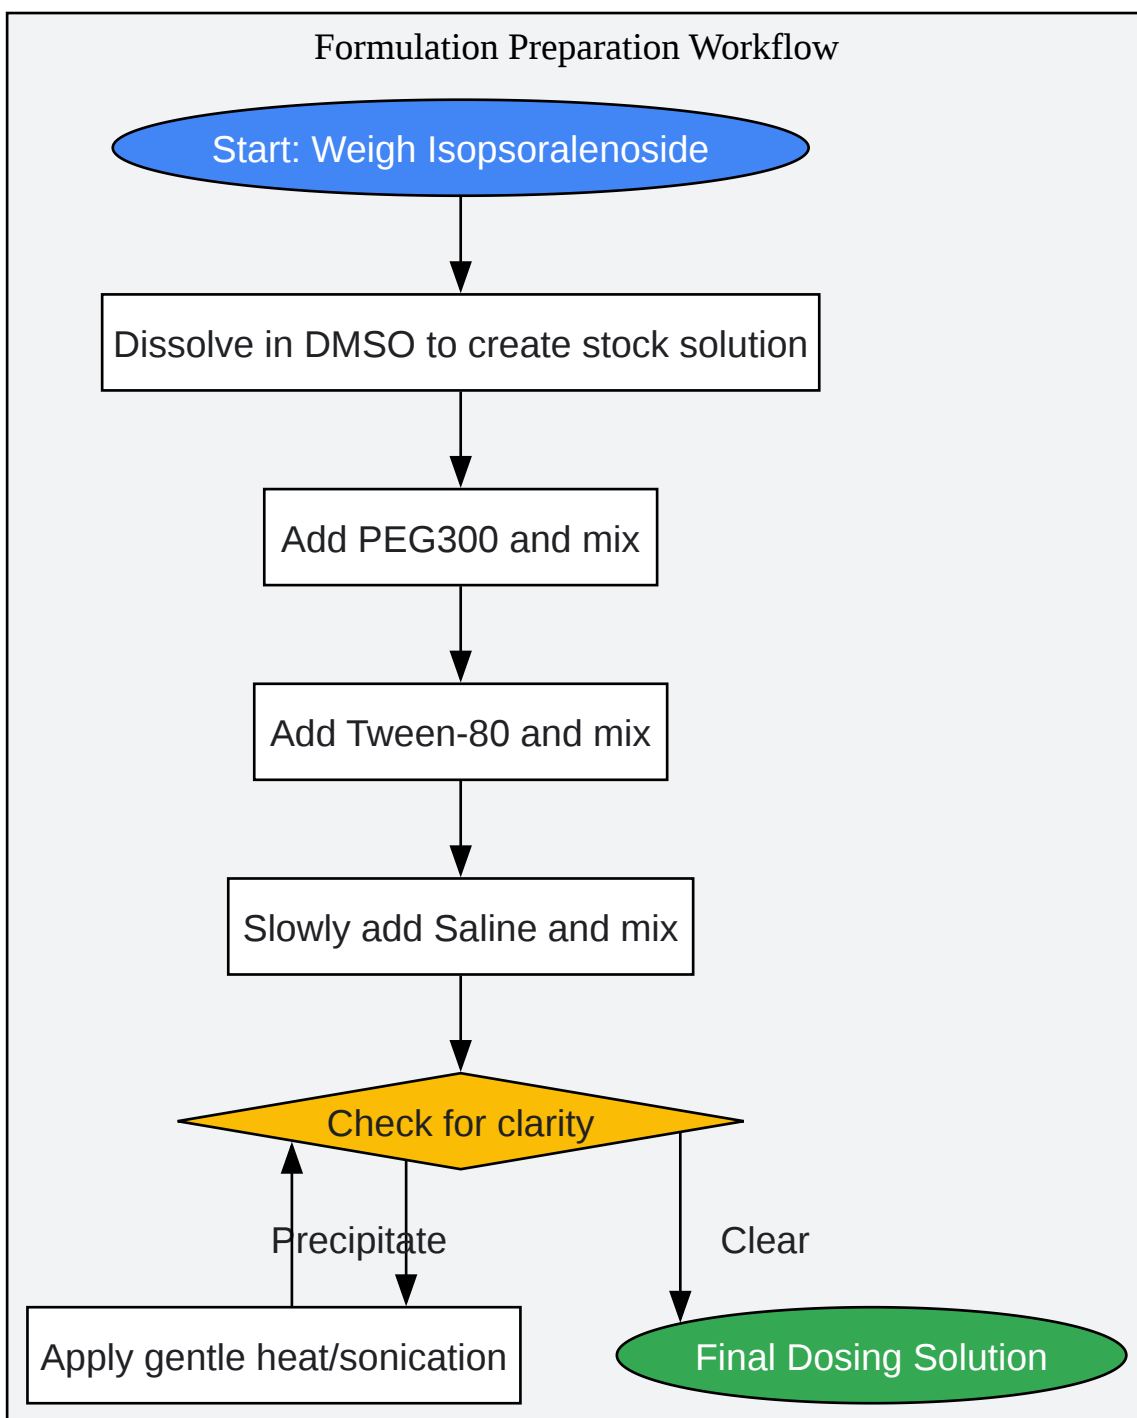 Formulation Preparation Workflow
Start: Weigh Isopsoralenoside
Dissolve in DMSO to create stock solution
Add PEG300 and mix
Add Tween-80 and mix
Slowly add Saline and mix
Check for clarity
Precipitate
Clear
Apply gentle heat/sonication
Final Dosing Solution